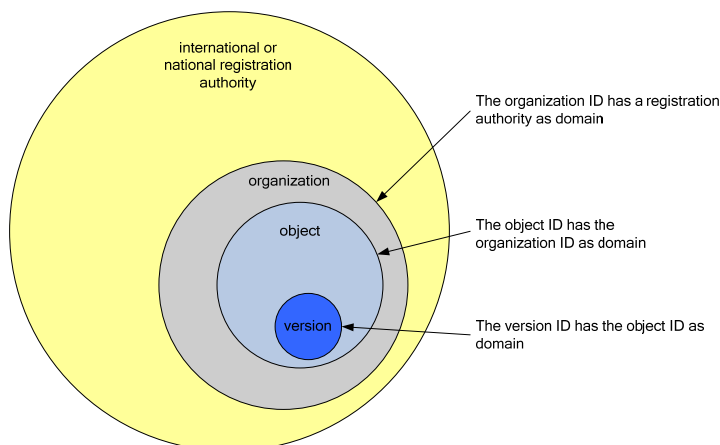 international or
national registration
authority
The organization ID has a registration
authority as domain
organization
object
The object ID has the
organization ID as domain
version
The version ID has the object ID as
domain